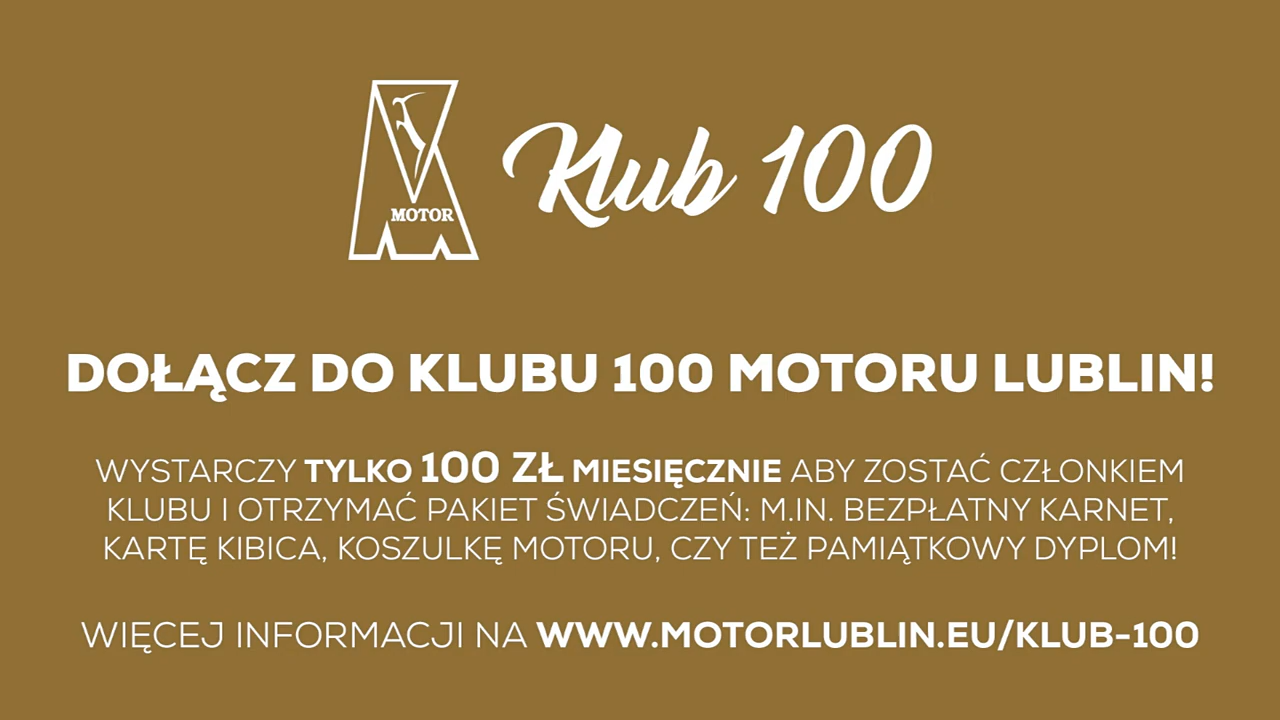 MOTOR
Klub 100
DOŁĄCZ DO KLUBU 100 MOTORU LUBLIN!
WYSTARCZY TYLKO 100 ZŁ MIESIĘCZNIE ABY ZOSTAĆ CZŁONKIEM
KLUBU I OTRZYMAĆ PAKIET ŚWIADCZEŃ: M.IN. BEZPŁATNY KARNET,
KARTĘ KIBICA, KOSZULKĘ MOTORU, CZY TEŻ PAMIĄTKOWY DYPLOM!
WIĘCEJ INFORMACJI NA WWW.MOTORLUBLIN.EU/KLUB-100